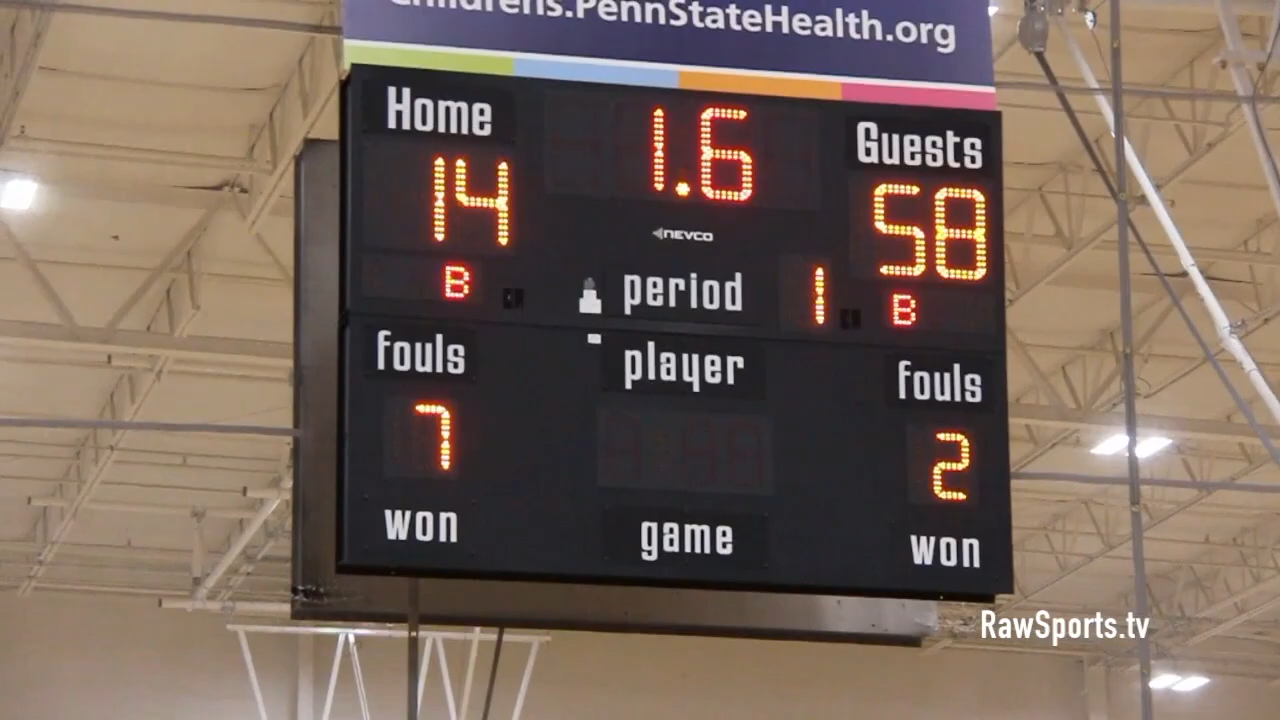 Childrens.PennStateHealth.org
Home 1.6 Guests
14 58
NEVCO
B period 1 B
fouls player fouls
7 2
won game won
RawSports.tv